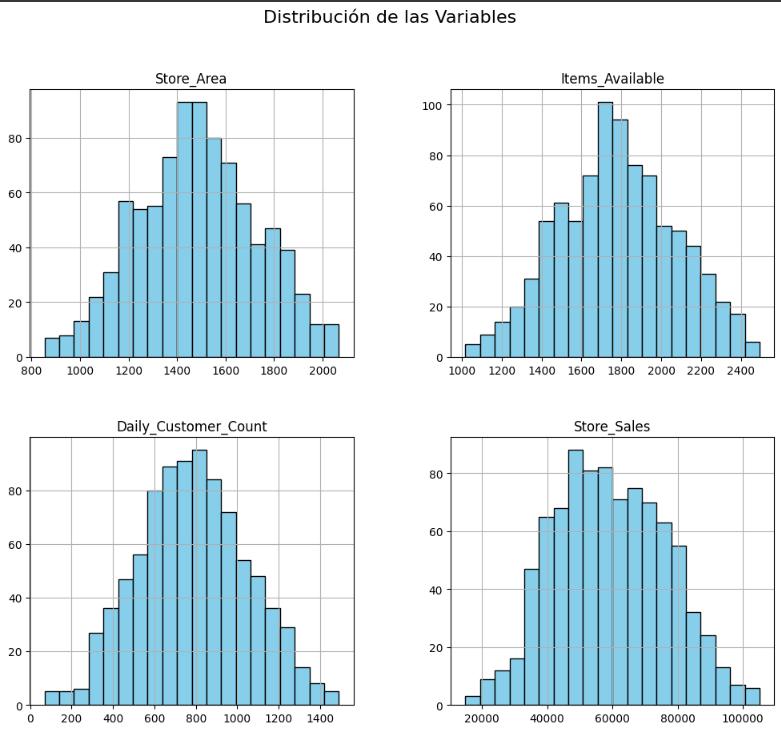 Distribución de las Variables
Store_Area
80
60
40
20
0
800 1000 1200 1400 1600 1800 2000
Items_Available
100
80
60
40
20
0
1000 1200 1400 1600 1800 2000 2200 2400
Daily_Customer_Count
80
60
40
20
0
0 200 400 600 800 1000 1200 1400
Store_Sales
80
60
40
20
0
20000 40000 60000 80000 100000